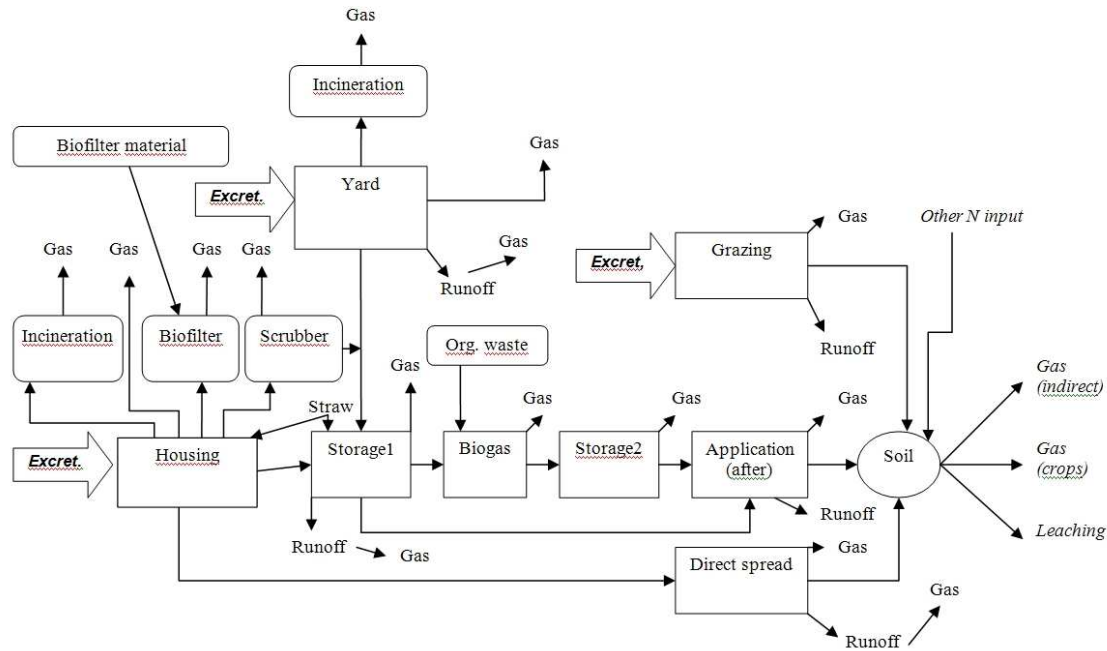 Gas
Incineration
Gas
Biofilter material
Yard
Excret.
Gas
Other N input
Gas
Gas
Gas
Gas
Gas
Grazing
Excret,
Runoff
Incineration
Biofilter
Scrubber
Org. waste
Runoff
Gas
Gas
(indirect)
Straw
Gas
Gas
Gas
Housing
Storage1
Biogas
Storage2
Application
(after)
Soil
Gas
(crops)
Excret.
Runoff
Leaching
Runoff
Gas
Gas
Direct spread
Gas
Runoff